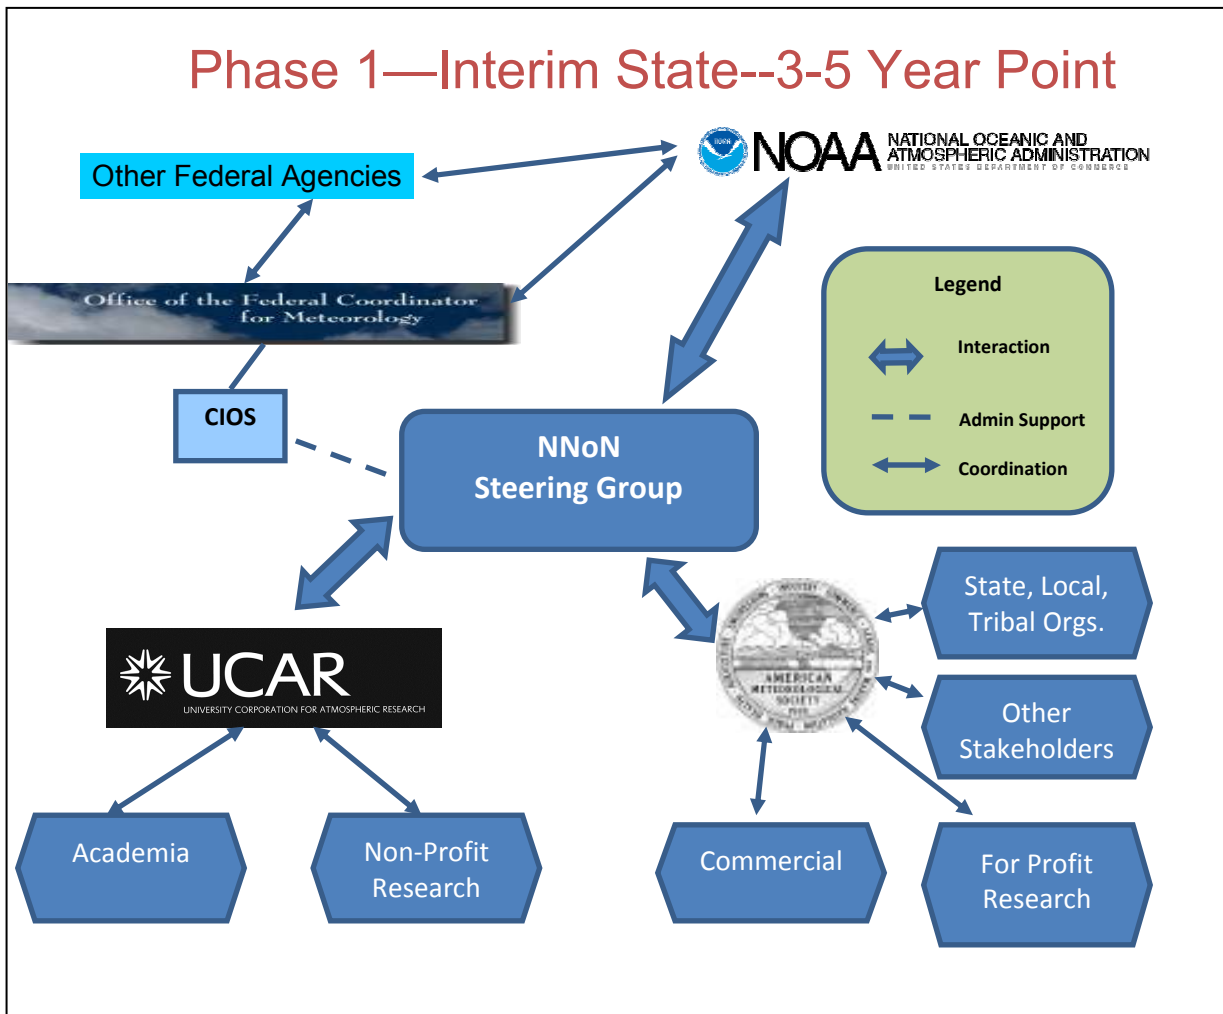 Phase 1—Interim State--3-5 Year Point
NOAA
NATIONAL OCEANIC AND
ATMOSPHERIC ADMINISTRATION
UNITED STATES DEPARTMENT OF COMMERCE
Other Federal Agencies
Office of the Federal Coordinator
for Meteorology
Legend
Interaction
Admin Support
Coordination
CIOS
NNoN
Steering Group
State, Local,
Tribal Orgs.
AMERICAN
METEOROLOGICAL
SOCIETY
Other
Stakeholders
UCAR
UNIVERSITY CORPORATION FOR ATMOSPHERIC RESEARCH
Academia
Non-Profit
Research
Commercial
For Profit
Research